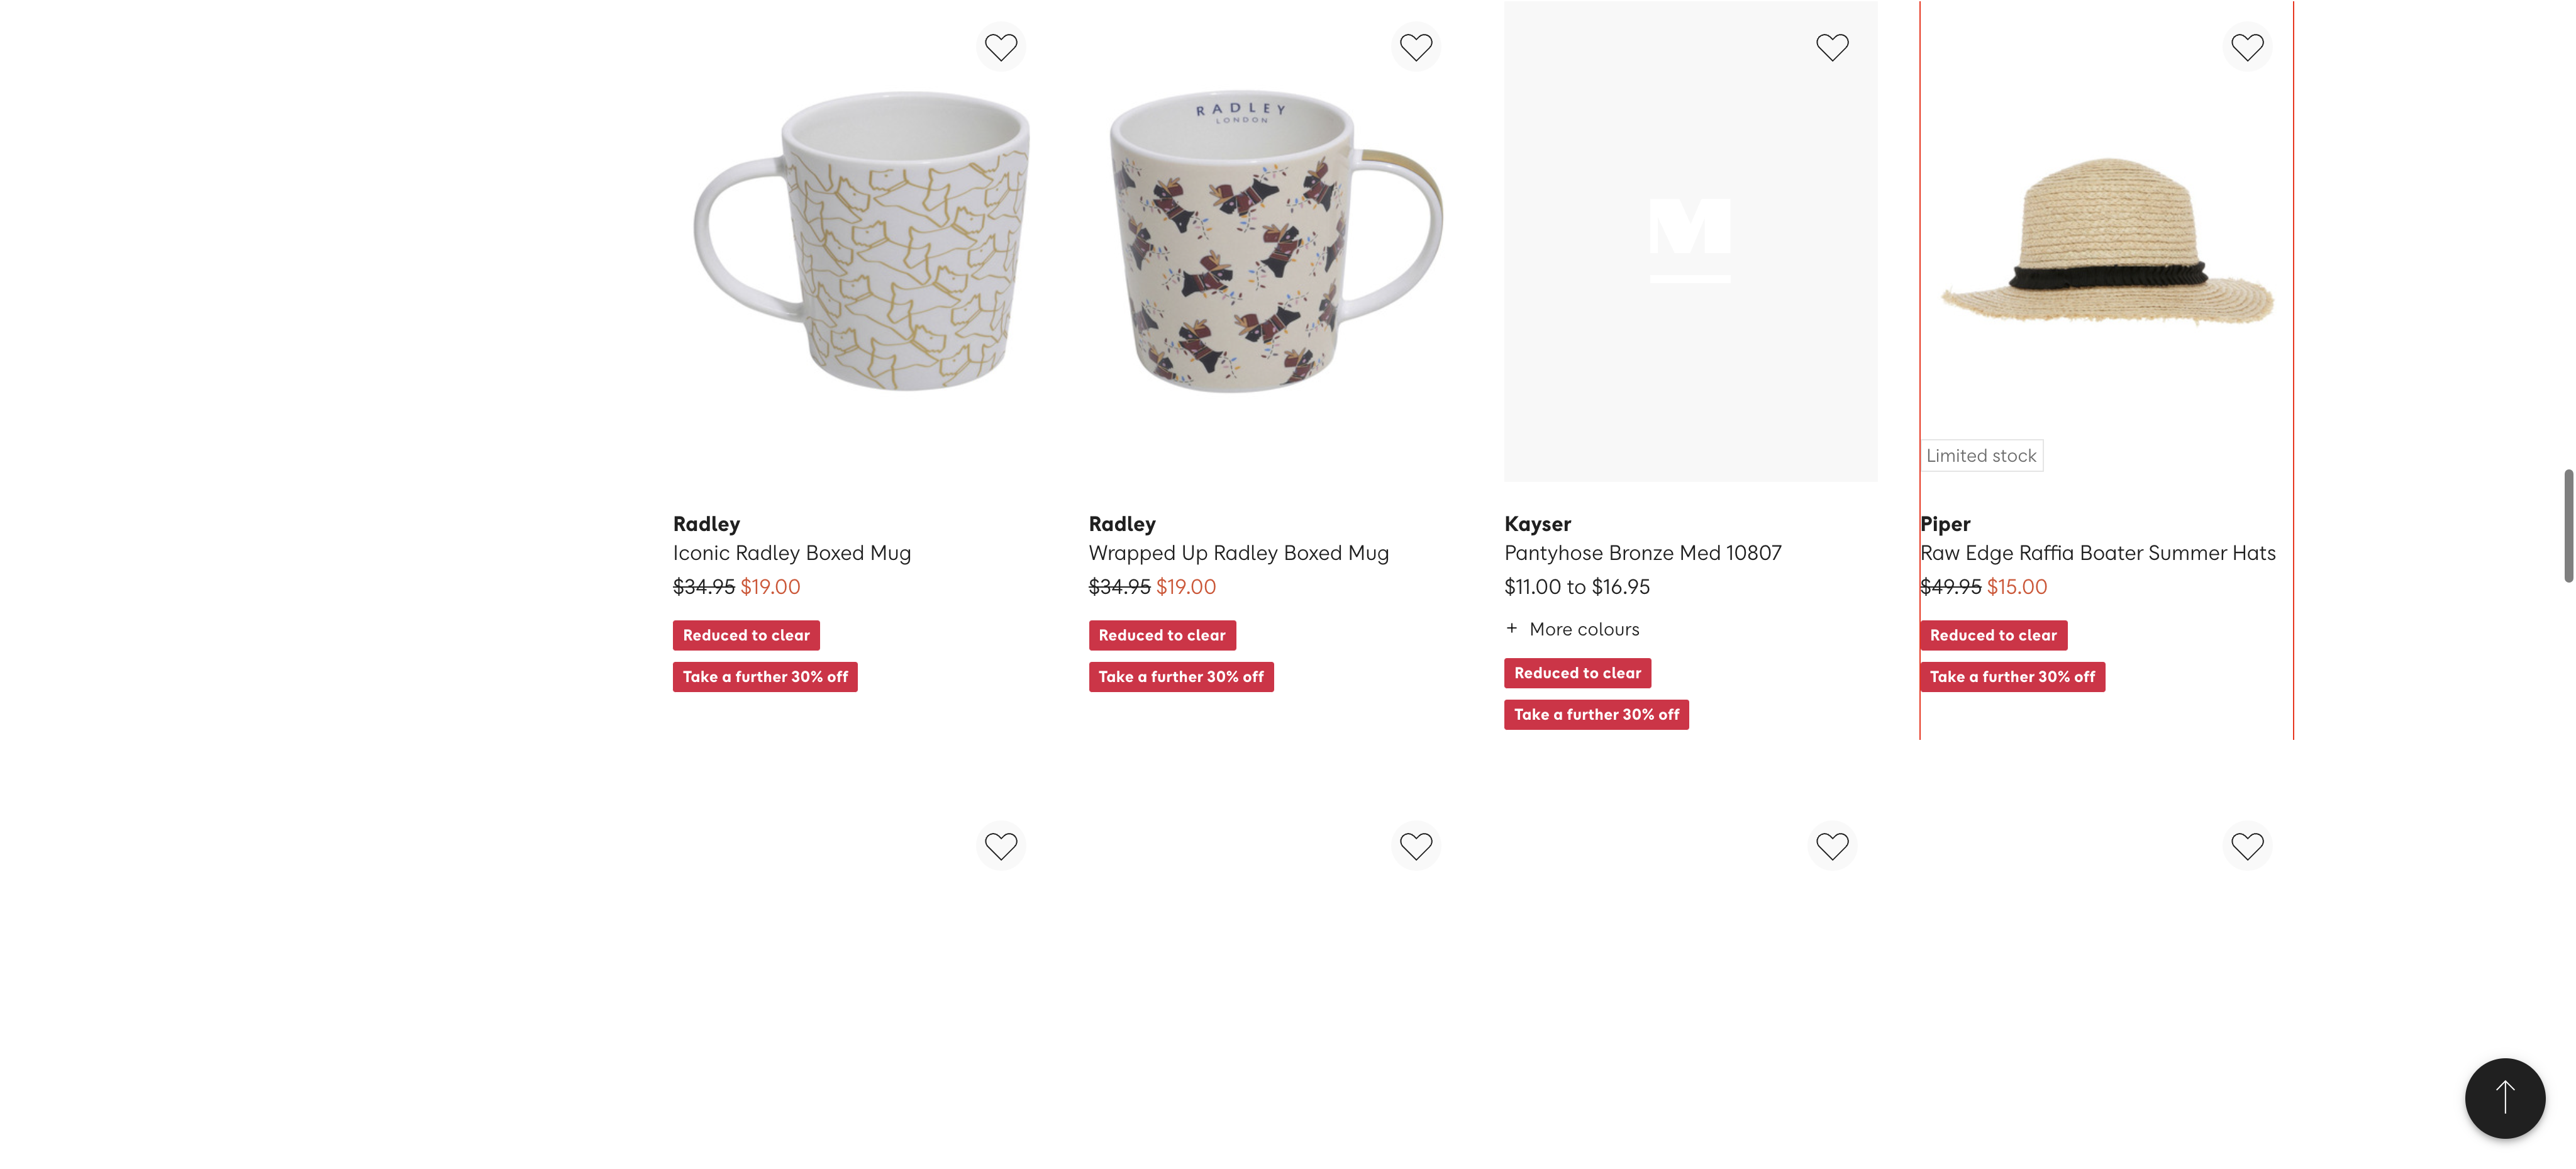 RADLEY
LONDON
M
Limited stock
Radley
Iconic Radley Boxed Mug
$34.95 $19.00
Reduced to clear
Take a further 30% off
Radley
Wrapped Up Radley Boxed Mug
$34.95 $19.00
Reduced to clear
Take a further 30% off
Kayser
Pantyhose Bronze Med 10807
$11.00 to $16.95
+ More colours
Reduced to clear
Take a further 30% off
Piper
Raw Edge Raffia Boater Summer Hats
$49.95 $15.00
Reduced to clear
Take a further 30% off